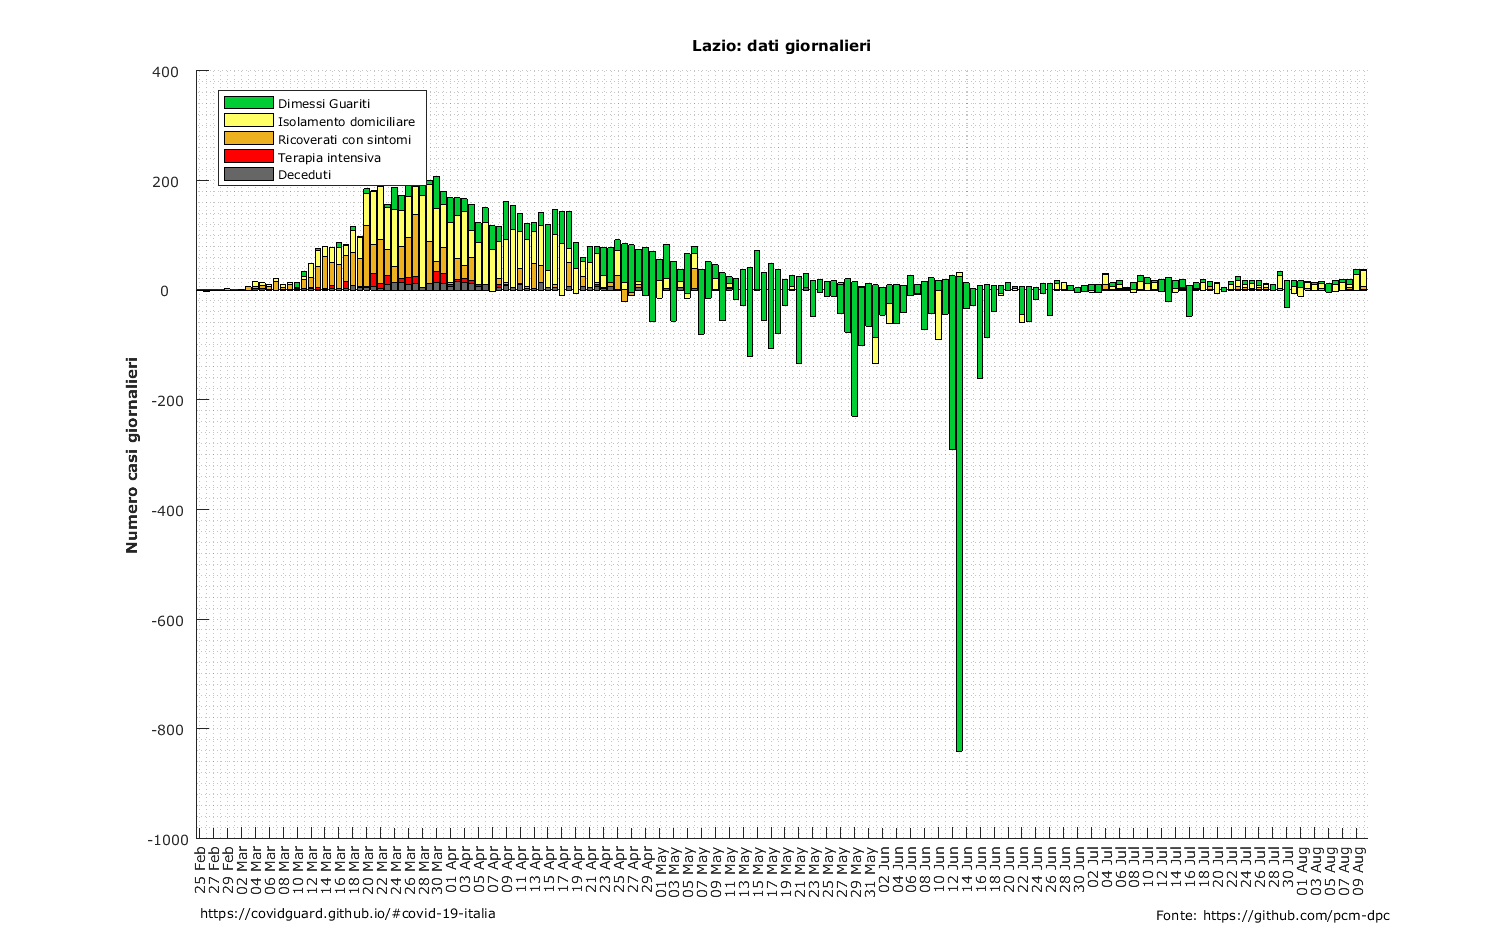 Lazio: dati giornalieri
400
200
0
-200
-400
-600
-800
-1000
Numero casi giornalieri
Dimessi Guariti
Isolamento domiciliare
Ricoverati con sintomi
Terapia intensiva
Deceduti
25 Feb
27 Feb
29 Feb
02 Mar
04 Mar
06 Mar
08 Mar
10 Mar
12 Mar
14 Mar
16 Mar
18 Mar
20 Mar
22 Mar
24 Mar
26 Mar
28 Mar
30 Mar
01 Apr
03 Apr
05 Apr
07 Apr
09 Apr
11 Apr
13 Apr
15 Apr
17 Apr
19 Apr
21 Apr
23 Apr
25 Apr
27 Apr
29 Apr
01 May
03 May
05 May
07 May
09 May
11 May
13 May
15 May
17 May
19 May
21 May
23 May
25 May
27 May
29 May
31 May
02 Jun
04 Jun
06 Jun
08 Jun
10 Jun
12 Jun
14 Jun
16 Jun
18 Jun
20 Jun
22 Jun
24 Jun
26 Jun
28 Jun
30 Jun
02 Jul
04 Jul
06 Jul
08 Jul
10 Jul
12 Jul
14 Jul
16 Jul
18 Jul
20 Jul
22 Jul
24 Jul
26 Jul
28 Jul
30 Jul
01 Aug
03 Aug
05 Aug
07 Aug
09 Aug
https://covidguard.github.io/#covid-19-italia
Fonte: https://github.com/pcm-dpc